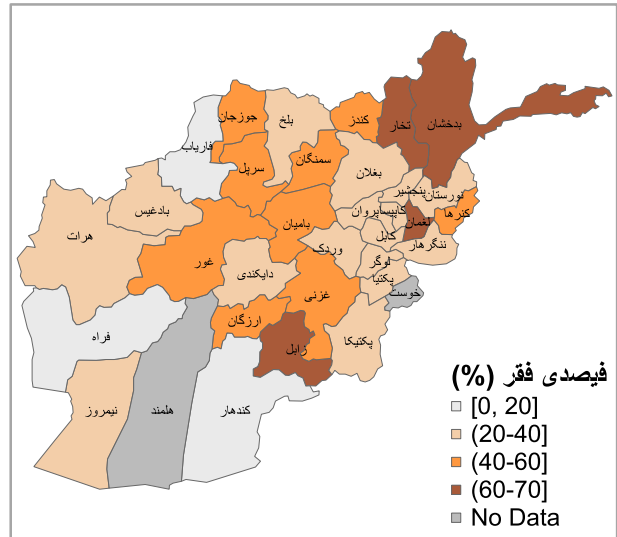 جوزجان
بلخ
کندز
تخار
بدخشان
فاریاب
سرپل
سمنگان
بغلان
پنجشیر
نورستان
بادغیس
کاپیسا
پروان
لغمان
کنرها
هرات
غور
بامیان
وردک
کابل
ننگرهار
دایکندی
لوگر
پکتیا
خوست
غزنی
فراه
ارزگان
زابل
پکتیکا
نیمروز
هلمند
کندهار
فیصدی فقر (%)
[0, 20]
(20-40]
(40-60]
(60-70]
No Data